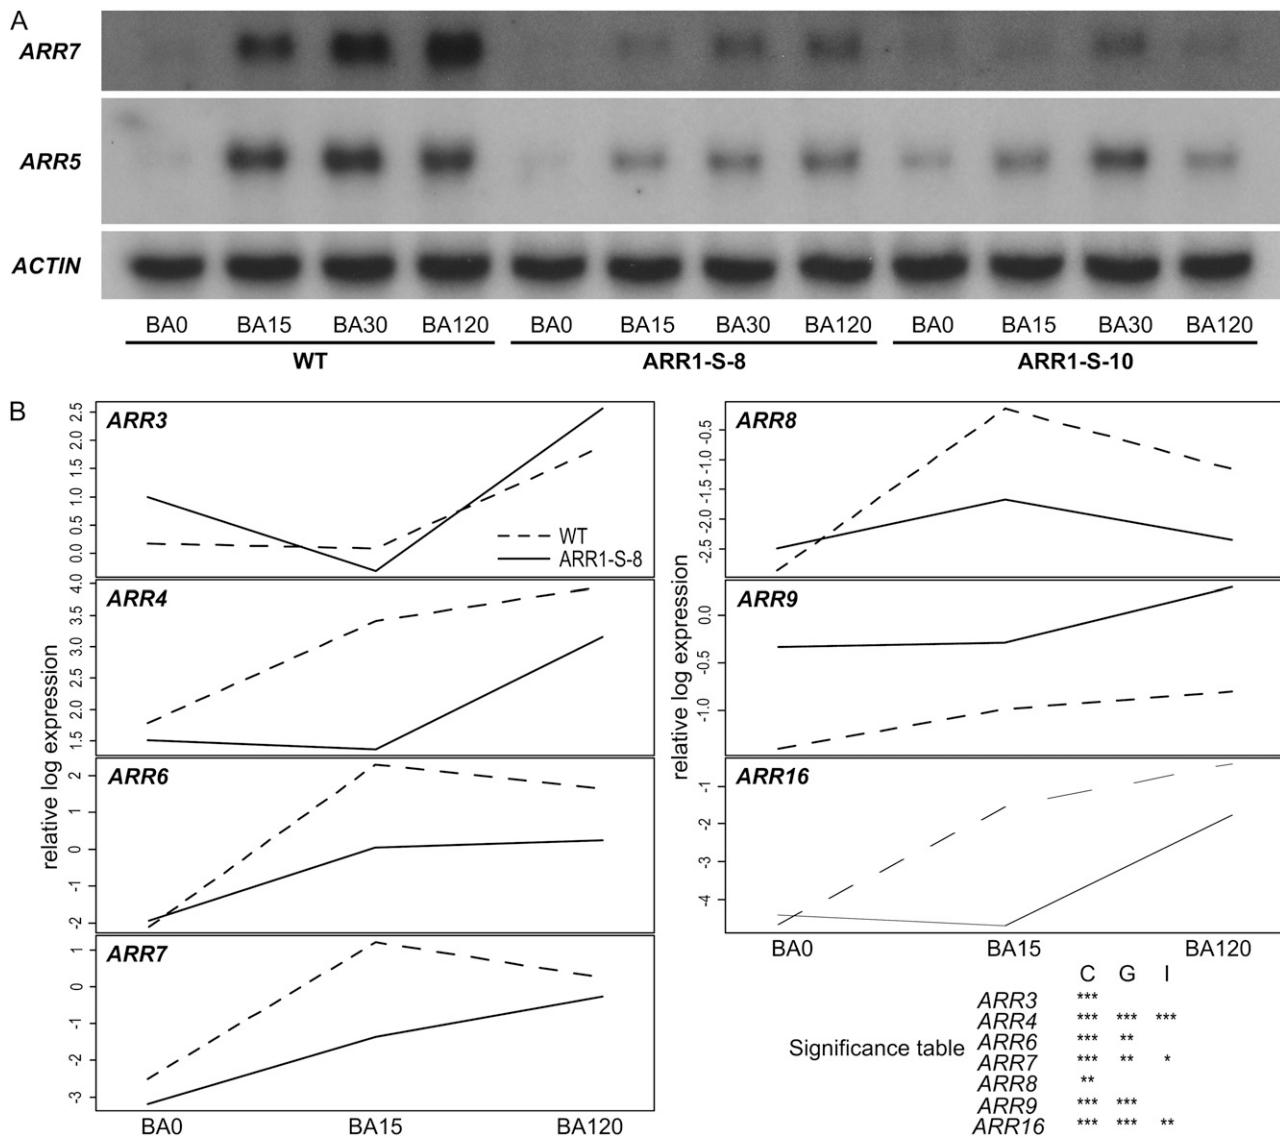 A
ARR7
ARR5
ACTIN
BA0 BA15 BA30 BA120 BA0 BA15 BA30 BA120 BA0 BA15 BA30 BA120
WT ARR1-S-8 ARR1-S-10
B
relative log expression
ARR3
2.5
2.0
1.5
1.0
0.5
0.0
WT
ARR1-S-8
ARR4
4.0
3.5
3.0
2.5
2.0
1.5
ARR6
2
1
0
-1
-2
ARR7
1
0
-1
-2
-3
BA0 BA15 BA120
relative log expression
ARR8
-0.5
-1.0
-1.5
-2.0
-2.5
ARR9
0.0
-0.5
-1.0
ARR16
-1
-2
-3
-4
BA0 BA15 BA120
Significance table
C G I
ARR3 ***
ARR4 *** *** ***
ARR6 *** **
ARR7 *** ** *
ARR8 **
ARR9 *** ***
ARR16 *** *** **